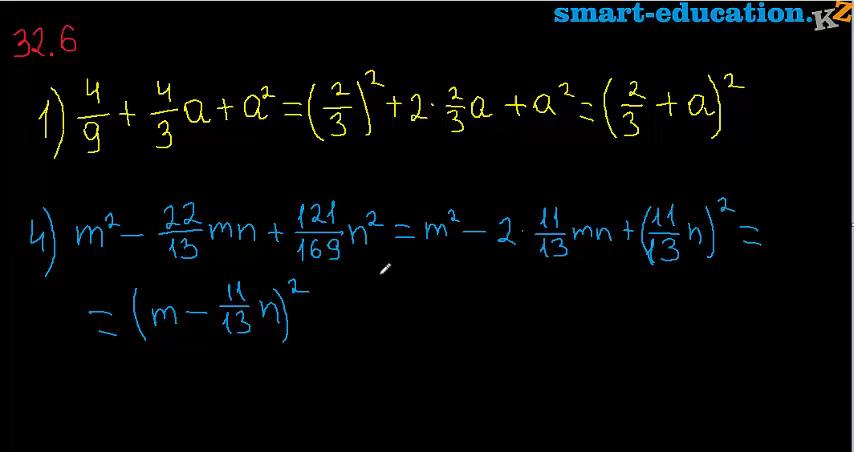 smart-education.KZ
32.6
1) 4/9 + 4/3 a + a² = (2/3)² + 2 · 2/3 a + a² = (2/3 + a)²
4) m² − 22/13 mn + 121/169 n² = m² − 2 · 11/13 mn + (11/13 n)² =
= (m − 11/13 n)²